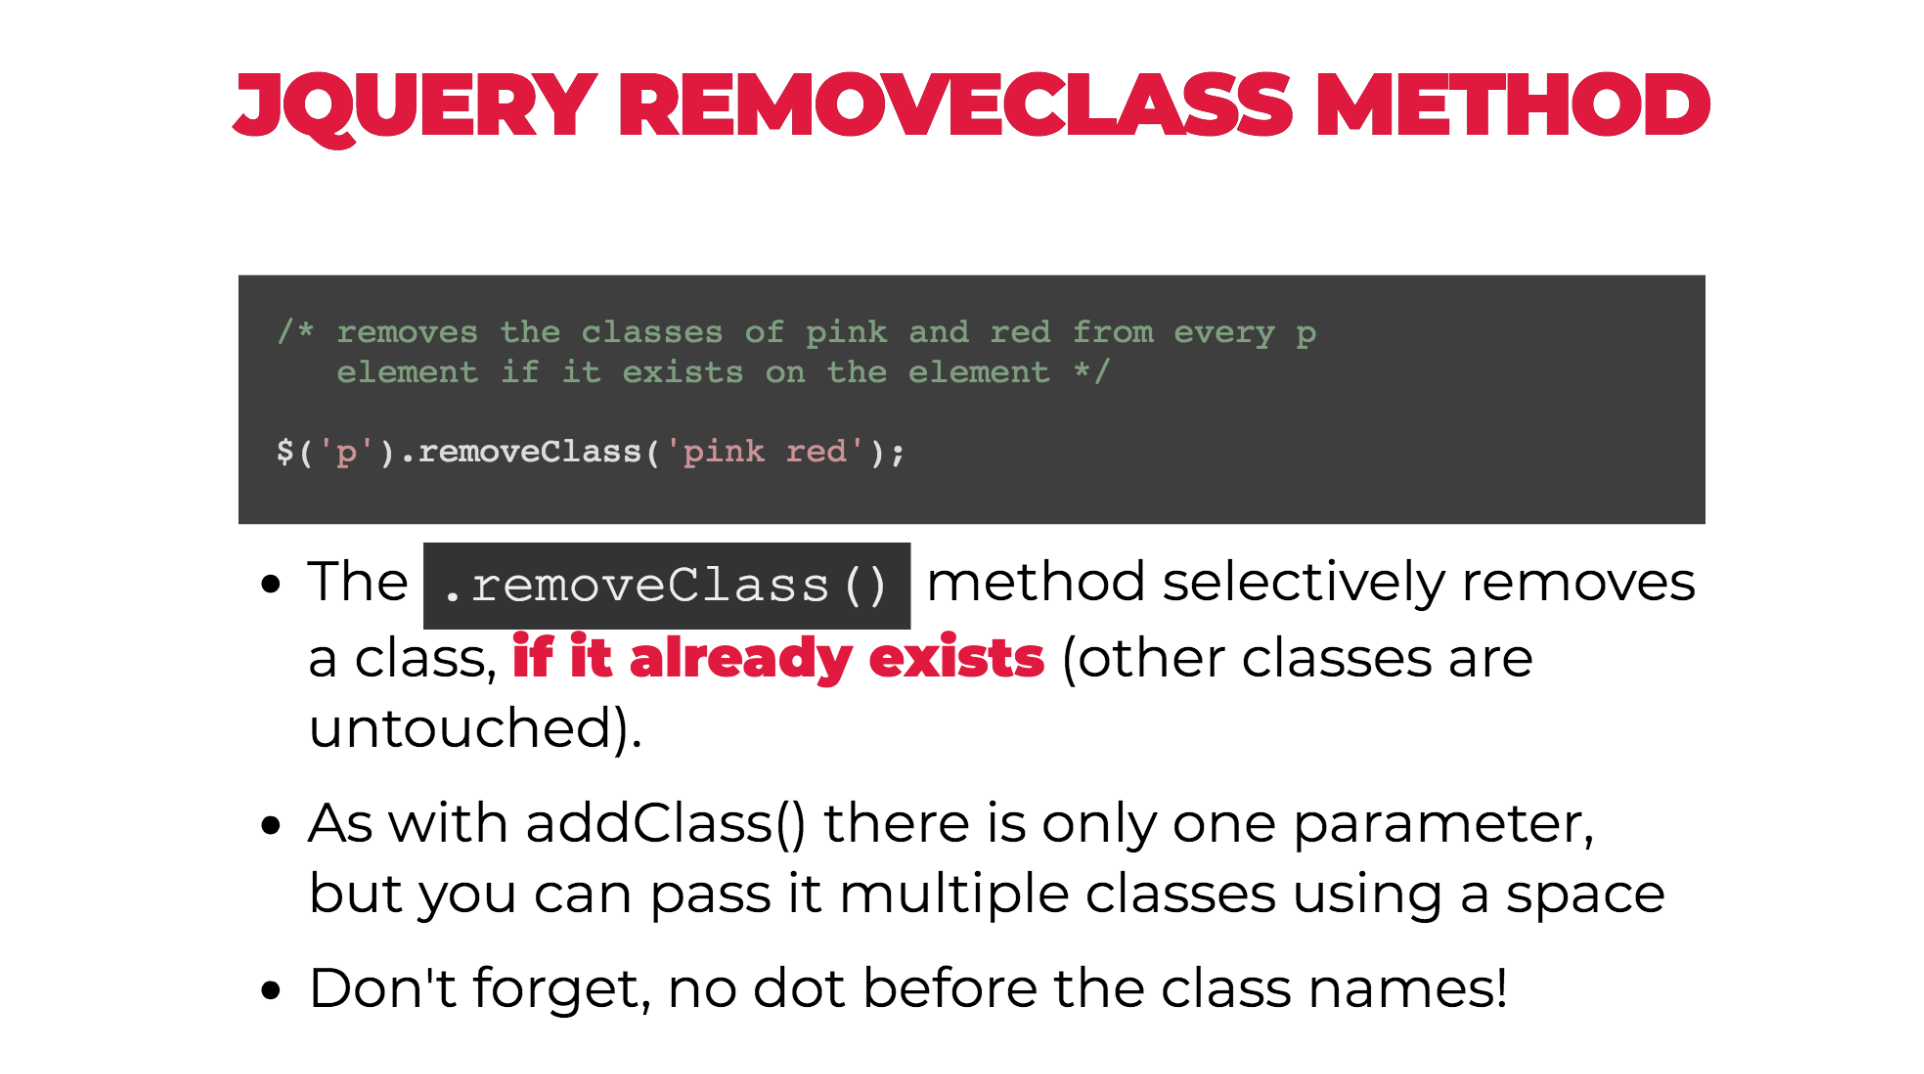 JQUERY REMOVECLASS METHOD
/* removes the classes of pink and red from every p
element if it exists on the element */
$('p').removeClass('pink red');
• The .removeClass() method selectively removes
a class, if it already exists (other classes are
untouched).
• As with addClass() there is only one parameter,
but you can pass it multiple classes using a space
• Don't forget, no dot before the class names!